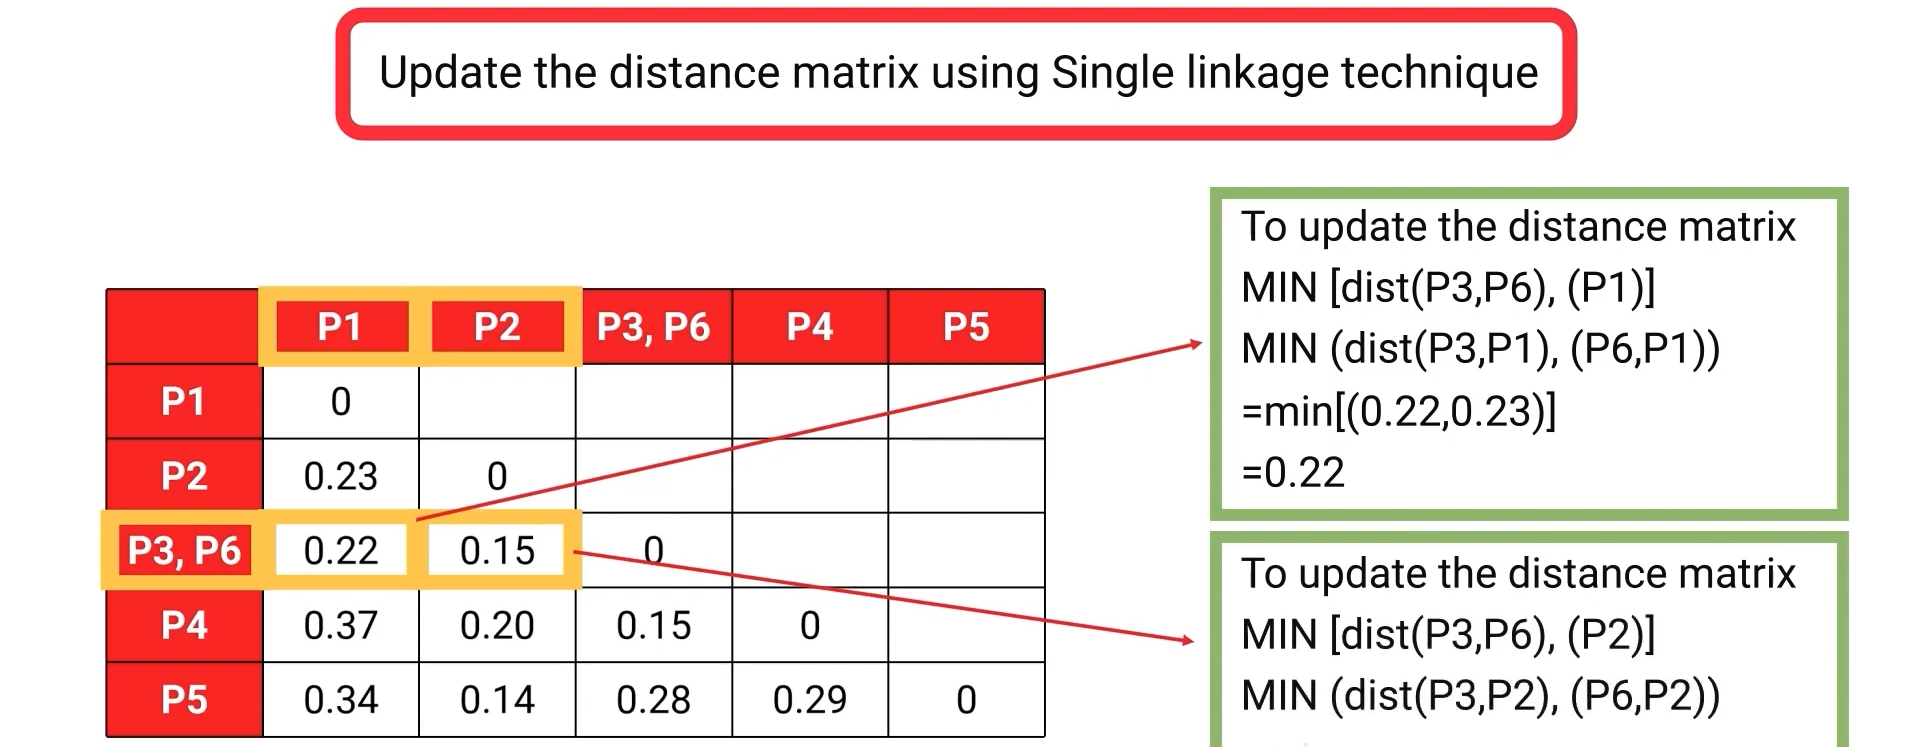 Update the distance matrix using Single linkage technique
P1 P2 P3, P6 P4 P5
P1 0
P2 0.23 0
P3, P6 0.22 0.15 0
P4 0.37 0.20 0.15 0
P5 0.34 0.14 0.28 0.29 0
To update the distance matrix
MIN [dist(P3,P6), (P1)]
MIN (dist(P3,P1), (P6,P1))
=min[(0.22,0.23)]
=0.22
To update the distance matrix
MIN [dist(P3,P6), (P2)]
MIN (dist(P3,P2), (P6,P2))